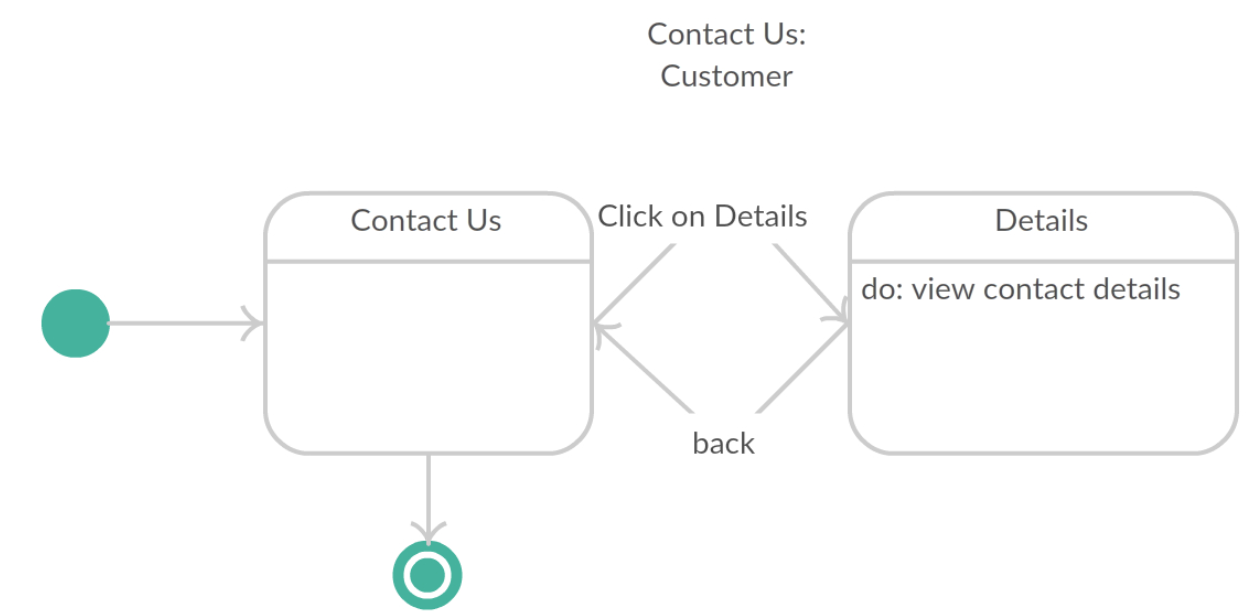 Contact Us:
Customer
Contact Us
Click on Details
Details
do: view contact details
back